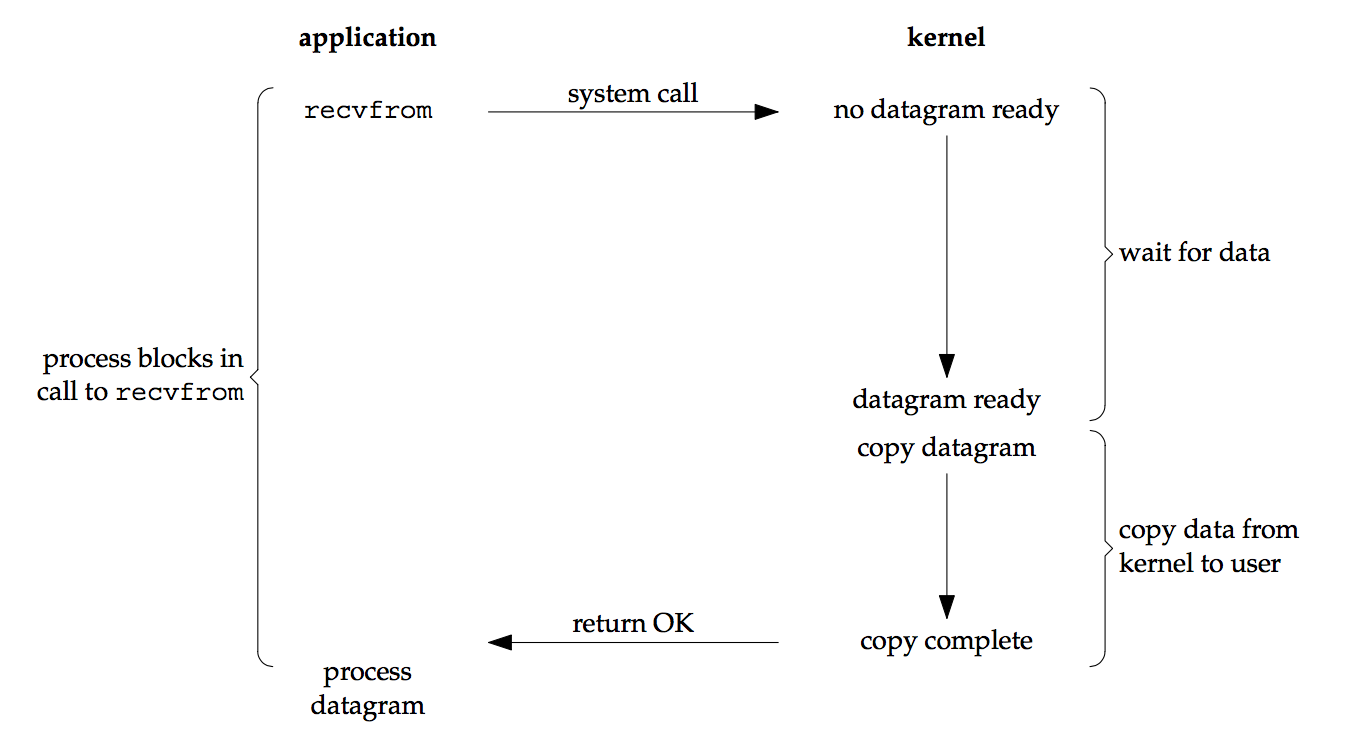 application
kernel
recvfrom
system call
no datagram ready
wait for data
process blocks in
call to recvfrom
datagram ready
copy datagram
copy data from
kernel to user
return OK
copy complete
process
datagram